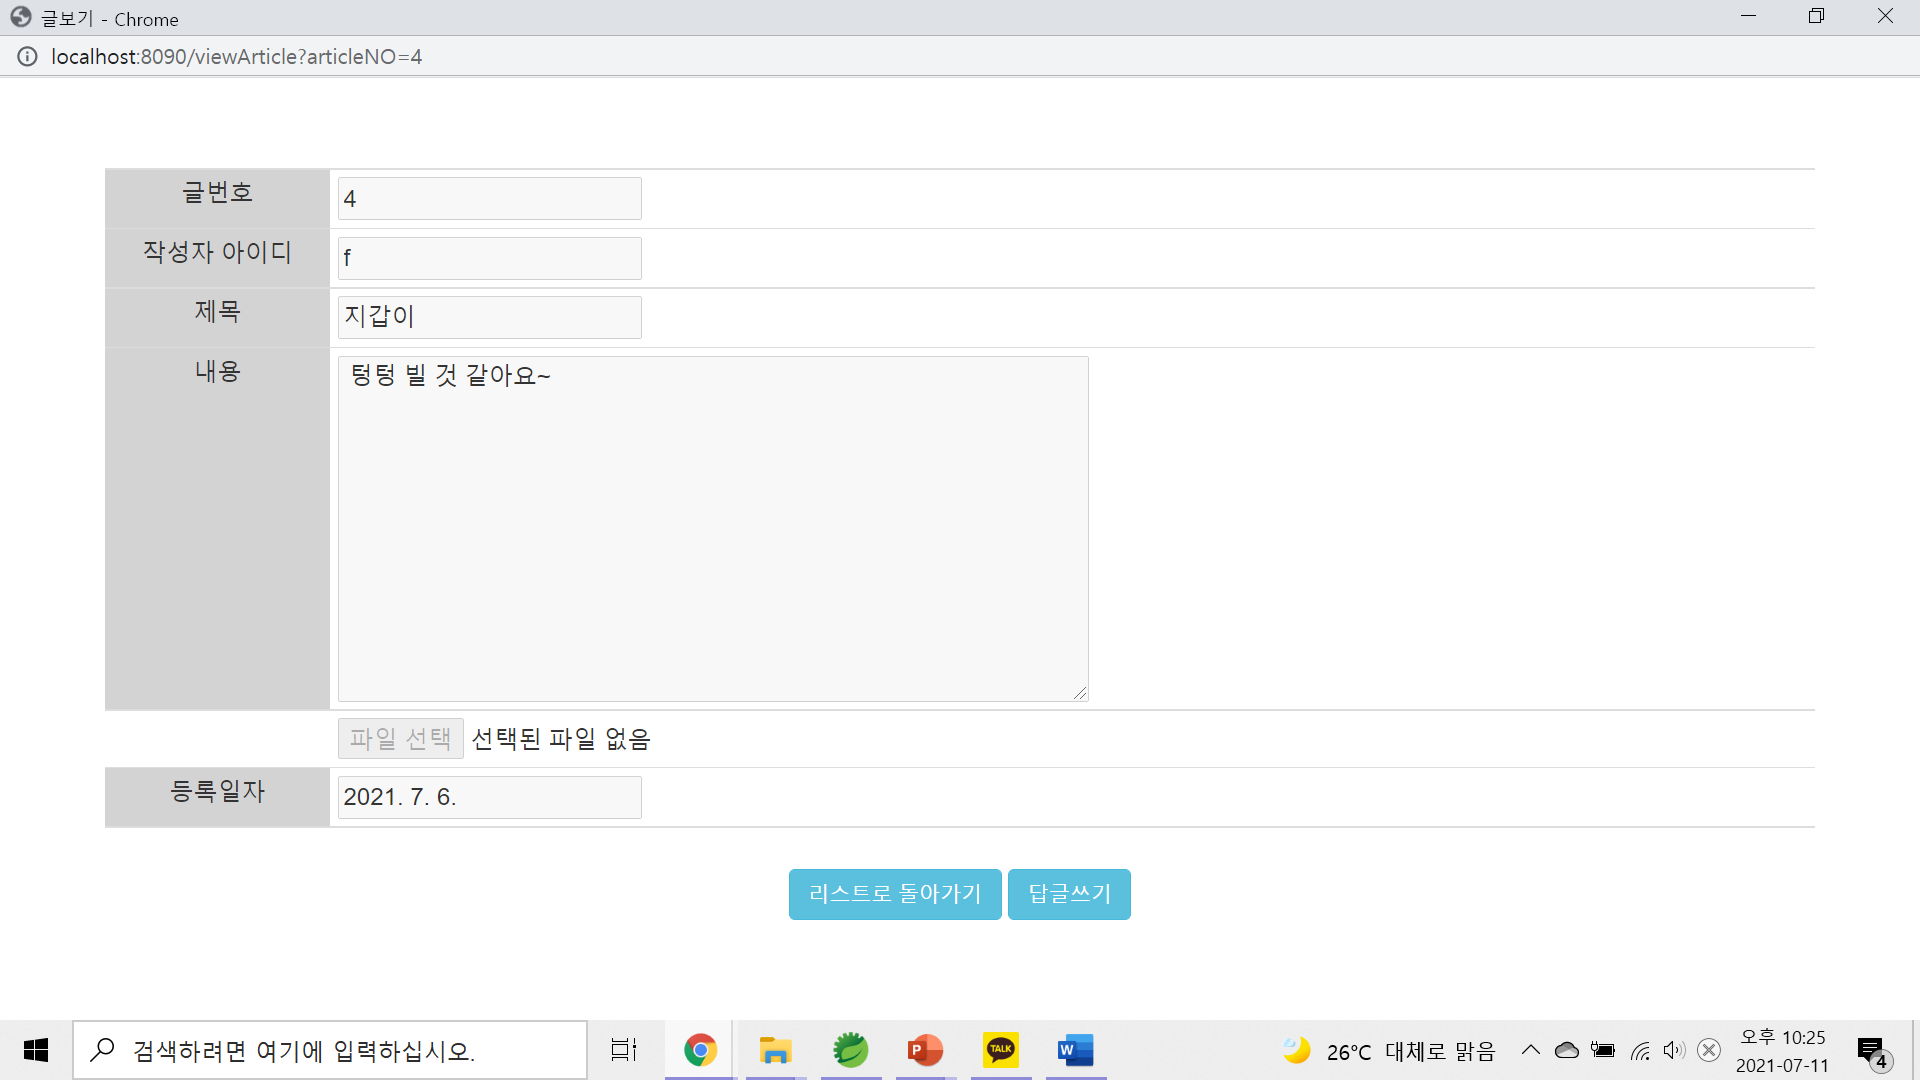 글보기 - Chrome
localhost:8090/viewArticle?articleNO=4
글번호 4
작성자 아이디 f
제목 지갑이
내용 텅텅 빌 것 같아요~
파일 선택 선택된 파일 없음
등록일자 2021. 7. 6.
리스트로 돌아가기 답글쓰기
검색하려면 여기에 입력하십시오.
P
TALK
W
26°C 대체로 맑음
오후 10:25
2021-07-11
4